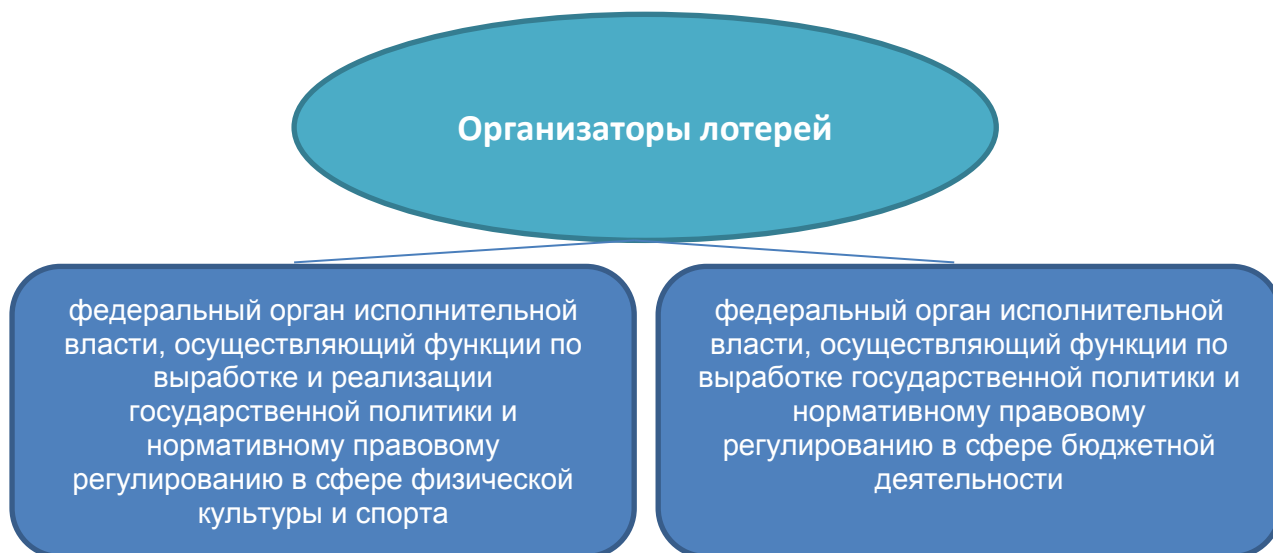 Организаторы лотерей
федеральный орган исполнительной
власти, осуществляющий функции по
выработке и реализации
государственной политики и
нормативному правовому
регулированию в сфере физической
культуры и спорта
федеральный орган исполнительной
власти, осуществляющий функции по
выработке государственной политики и
нормативному правовому
регулированию в сфере бюджетной
деятельности